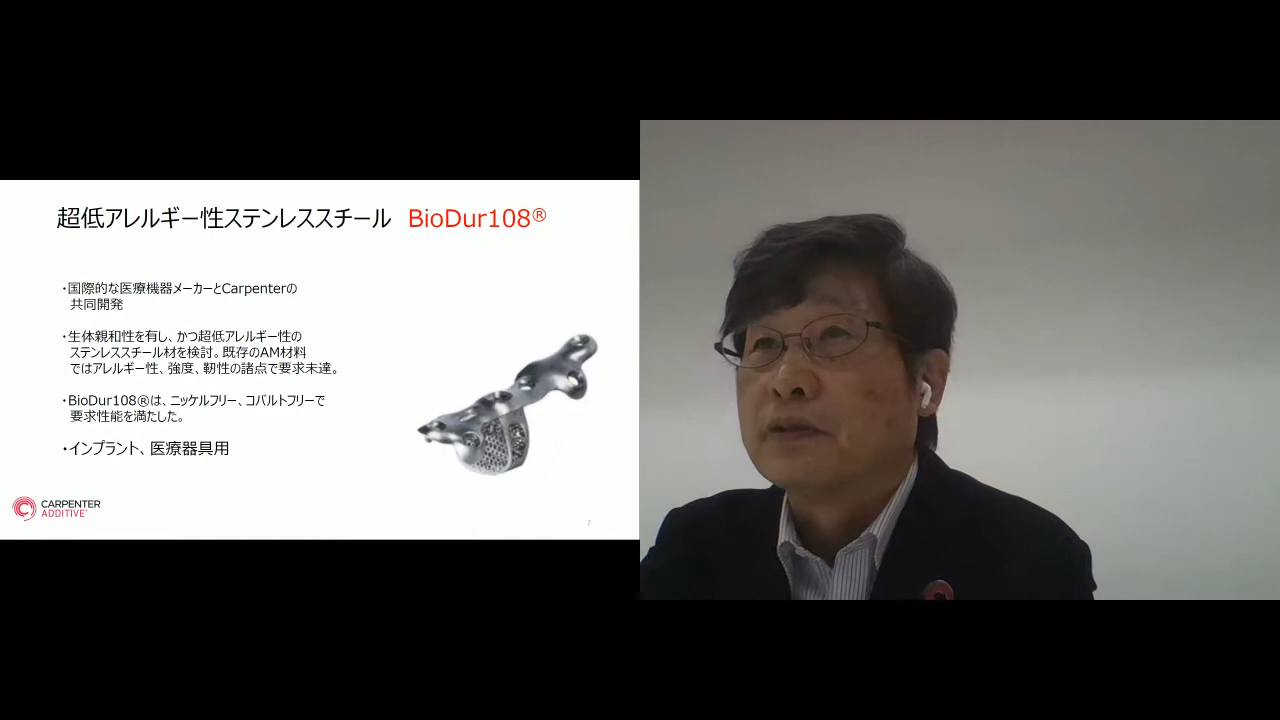 超低アレルギー性ステンレススチール BioDur108®
・国際的な医療機器メーカーとCarpenterの
共同開発
・生体親和性を有し、かつ超低アレルギー性の
ステンレススチール材を検討。既存のAM材料
ではアレルギー性、強度、靭性の諸点で要求未達。
・BioDur108®は、ニッケルフリー、コバルトフリーで
要求性能を満たした。
・インプラント、医療器具用
CARPENTER
ADDITIVE
7